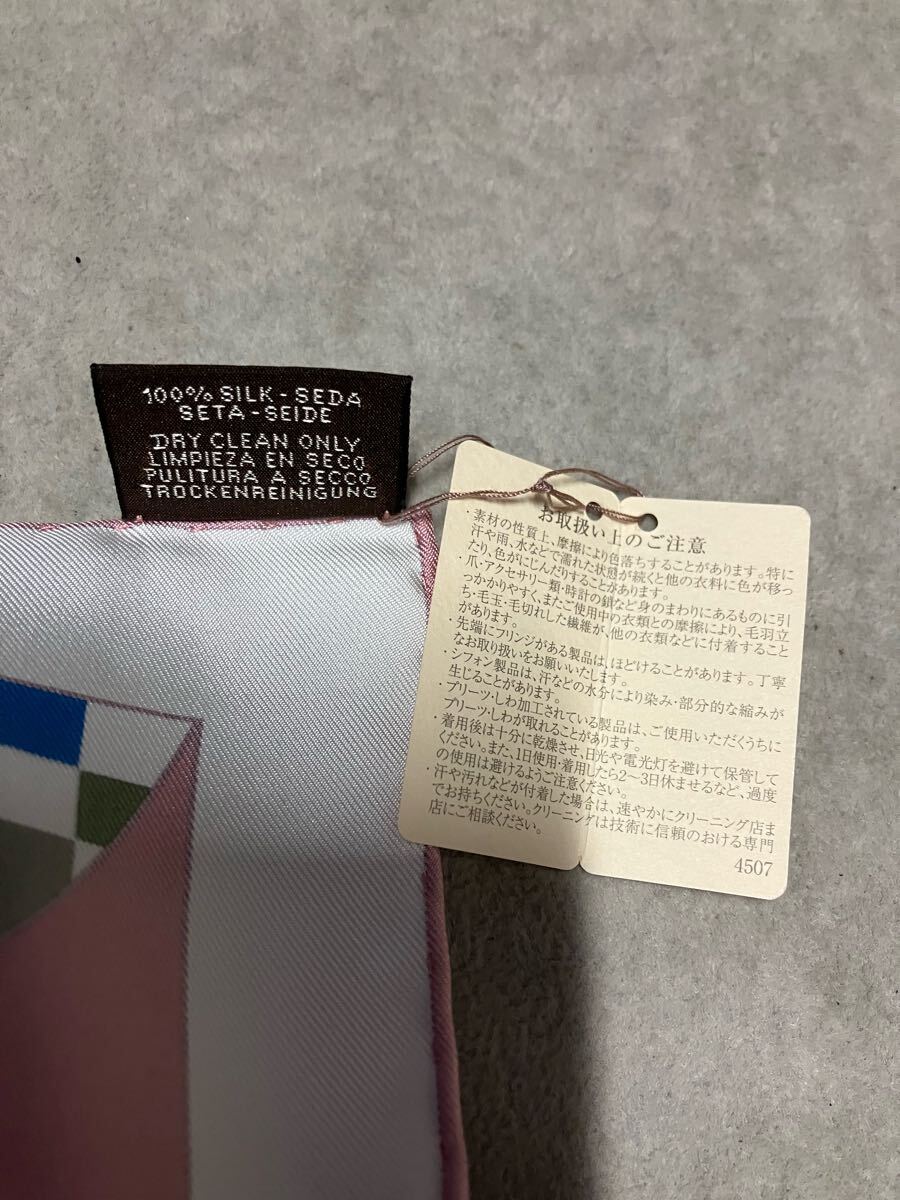 100% SILK - SEDA
SETA - SEIDE
DRY CLEAN ONLY
LIMPIEZA EN SECO
PULITURA A SECCO
TROCKENREINIGUNG
お取扱い上のご注意
・素材の性質上、摩擦により色落ちすることがあります。特に
汗や雨、水などで濡れた状態が続くと他の衣料に色が移っ
たり、色がにじんだりすることがあります。
・爪・アクセサリー類・時計の鎖など身のまわりにあるものに引
っかかりやすく、またご使用中の衣類との摩擦により、毛羽立
ち・毛玉・毛切れした繊維が、他の衣類などに付着すること
があります。
・先端にフリンジがある製品は、ほどけることがあります。丁寧
なお取り扱いをお願いいたします。
・シフォン製品は、汗などの水分により染み・部分的な縮みが
生じることがあります。
・プリーツ・しわ加工されている製品は、ご使用いただくうちに
プリーツ・しわが取れることがあります。
・着用後は十分に乾燥させ、日光や電光灯を避けて保管して
ください。また、1日使用・着用したら2〜3日休ませるなど、過度
の使用は避けるようご注意ください。
・汗や汚れなどが付着した場合は、速やかにクリーニング店ま
でお持ちください。クリーニングは技術に信頼のおける専門
店にご相談ください。
4507